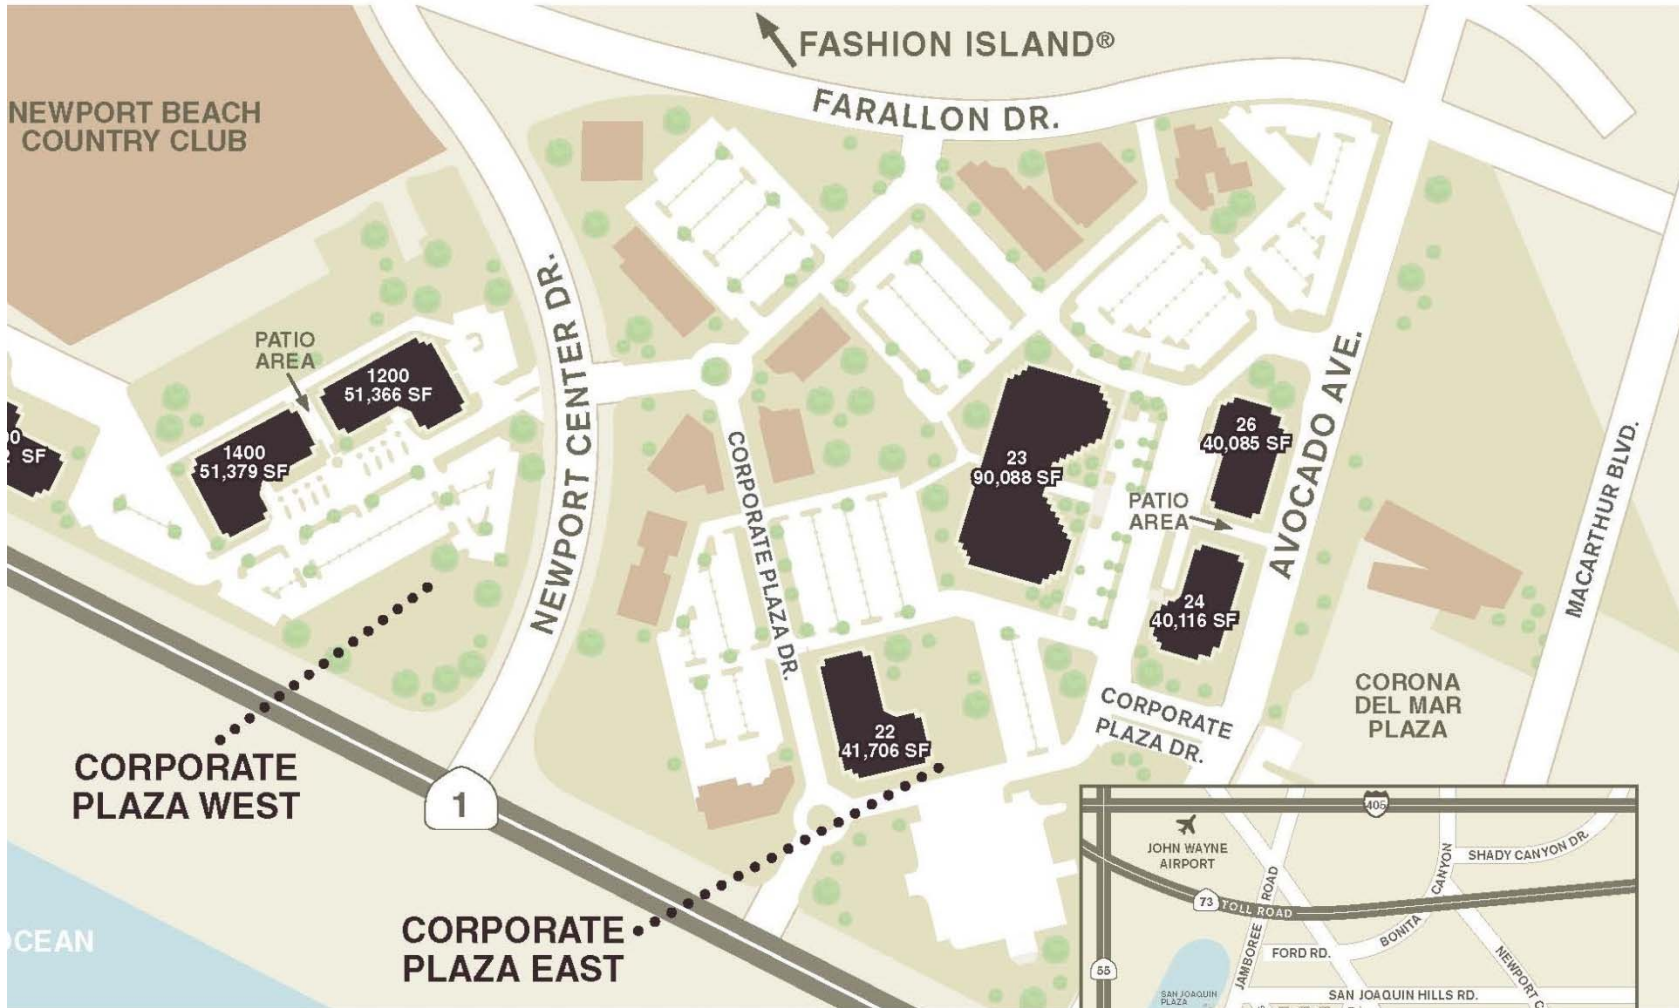 FASHION ISLAND®
FARALLON DR.
NEWPORT BEACH
COUNTRY CLUB
NEWPORT CENTER DR.
PATIO
AREA
1200
51,366 SF
1400
51,379 SF
SF
CORPORATE PLAZA DR.
23
90,088 SF
26
40,085 SF
PATIO
AREA
AVOCADO AVE.
MACARTHUR BLVD.
24
40,116 SF
22
41,706 SF
CORPORATE
PLAZA DR.
CORONA
DEL MAR
PLAZA
CORPORATE
PLAZA WEST
1
CORPORATE
PLAZA EAST
OCEAN
405
JOHN WAYNE
AIRPORT
SHADY CANYON DR.
73 TOLL ROAD
JAMBOREE ROAD
BONITA CANYON
FORD RD.
55
NEWPORT
SAN JOAQUIN
PLAZA
SAN JOAQUIN HILLS RD.